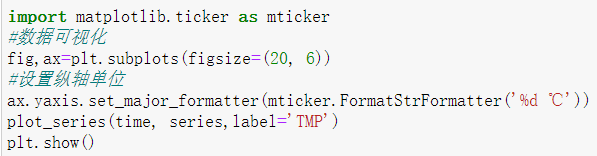 import matplotlib.ticker as mticker
#数据可视化
fig,ax=plt.subplots(figsize=(20, 6))
#设置纵轴单位
ax.yaxis.set_major_formatter(mticker.FormatStrFormatter('%d ℃'))
plot_series(time, series,label='TMP')
plt.show()